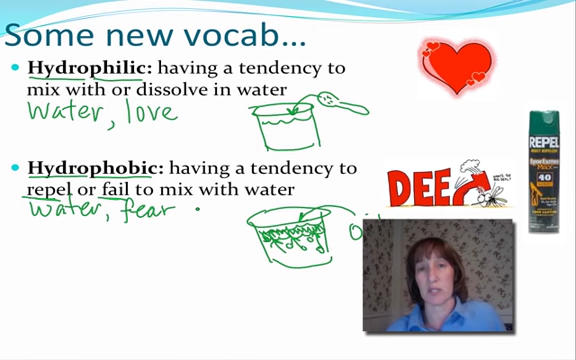 Some new vocab...
• Hydrophilic: having a tendency to
mix with or dissolve in water
water, love
• Hydrophobic: having a tendency to
repel or fail to mix with water
water, fear
REPEL
40
DEE